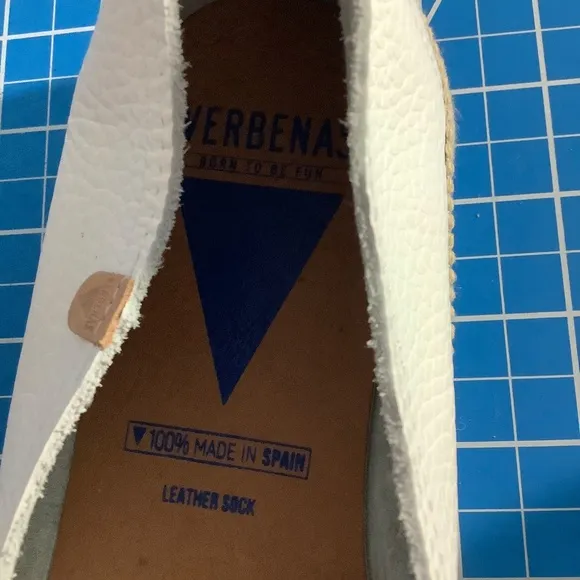 VERBENAS
BORN TO BE FUN
100% MADE IN SPAIN
LEATHER SOCK